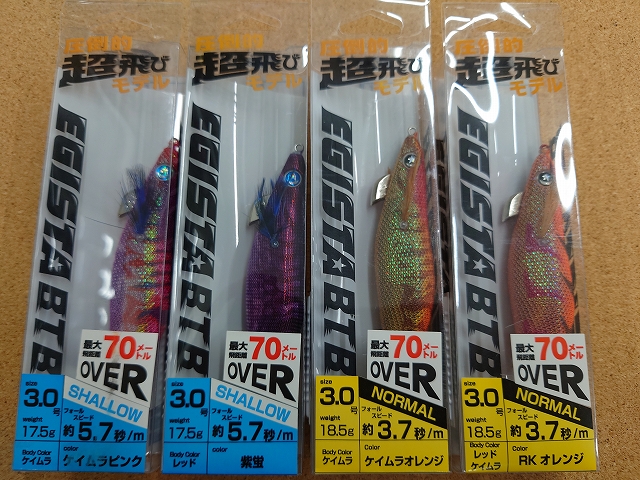 圧倒的
超飛び
モデル
EGISTA BTB
最大
飛距離
70メートル
OVER
SHALLOW
size
3.0号
weight
17.5g
フォール
スピード
約5.7秒/m
Body Color
ケイムラ
color
ケイムラピンク
超飛び
モデル
EGISTA BTB
最大
飛距離
70メートル
OVER
SHALLOW
size
3.0号
weight
17.5g
フォール
スピード
約5.7秒/m
Body Color
レッド
color
紫蛍
圧倒的
超飛び
モデル
EGISTA BTB
最大
飛距離
70メートル
OVER
NORMAL
size
3.0号
weight
18.5g
フォール
スピード
約3.7秒/m
Body Color
ケイムラ
Color
ケイムラオレンジ
圧倒的
超飛び
モデル
EGISTA BTB
最大
飛距離
70メートル
OVER
NORMAL
size
3.0号
weight
18.5g
フォール
スピード
約3.7秒/m
Body Color
レッド
ケイムラ
Color
RKオレンジ